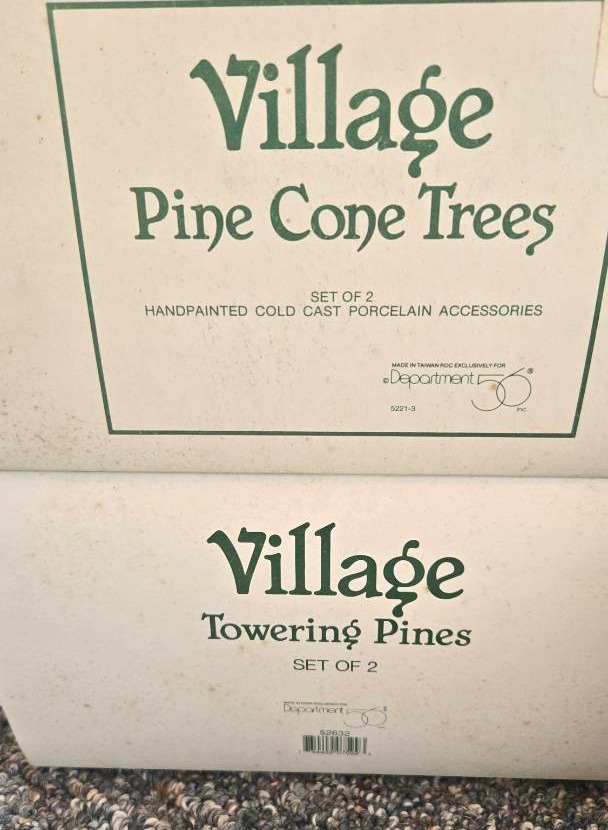 Village
Pine Cone Trees
SET OF 2
HANDPAINTED COLD CAST PORCELAIN ACCESSORIES
MADE IN TAIWAN ROC EXCLUSIVELY FOR
©Department 56®
INC
5221-3
Village
Towering Pines
SET OF 2
Department 56
52632